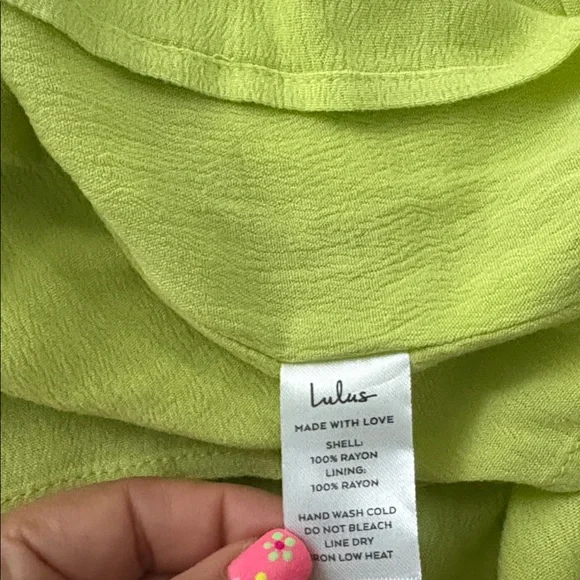 Lulus
MADE WITH LOVE
SHELL:
100% RAYON
LINING:
100% RAYON
HAND WASH COLD
DO NOT BLEACH
LINE DRY
IRON LOW HEAT